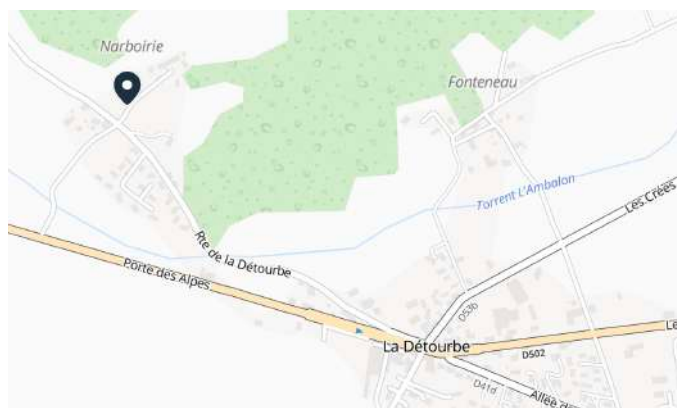 Narboirie
Fonteneau
Torrent L'Ambalon
Les Crées
Rte de la Détourbe
Porte des Alpes
D53b
La Détourbe
Le
D502
D41d
Allée de